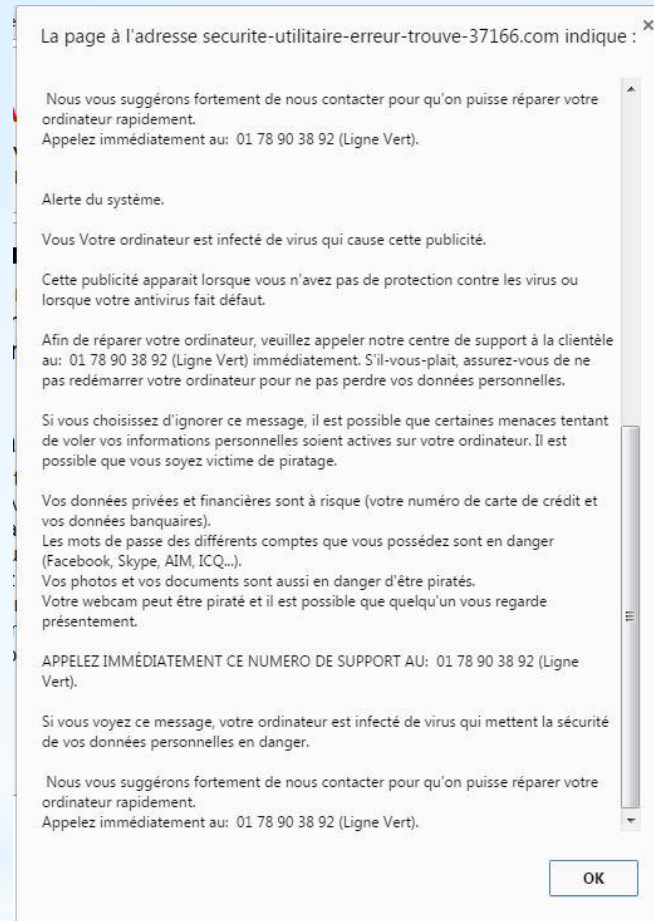 La page à l'adresse securite-utilitaire-erreur-trouve-37166.com indique :
Nous vous suggérons fortement de nous contacter pour qu'on puisse réparer votre
ordinateur rapidement.
Appelez immédiatement au:  01 78 90 38 92 (Ligne Vert).
Alerte du système.
Vous Votre ordinateur est infecté de virus qui cause cette publicité.
Cette publicité apparait lorsque vous n'avez pas de protection contre les virus ou
lorsque votre antivirus fait défaut.
Afin de réparer votre ordinateur, veuillez appeler notre centre de support à la clientèle
au:  01 78 90 38 92 (Ligne Vert) immédiatement. S'il-vous-plait, assurez-vous de ne
pas redémarrer votre ordinateur pour ne pas perdre vos données personnelles.
Si vous choisissez d'ignorer ce message, il est possible que certaines menaces tentant
de voler vos informations personnelles soient actives sur votre ordinateur. Il est
possible que vous soyez victime de piratage.
Vos données privées et financières sont à risque (votre numéro de carte de crédit et
vos données banquaires).
Les mots de passe des différents comptes que vous possédez sont en danger
(Facebook, Skype, AIM, ICQ...).
Vos photos et vos documents sont aussi en danger d'être piratés.
Votre webcam peut être piraté et il est possible que quelqu'un vous regarde
présentement.
APPELEZ IMMÉDIATEMENT CE NUMERO DE SUPPORT AU:  01 78 90 38 92 (Ligne
Vert).
Si vous voyez ce message, votre ordinateur est infecté de virus qui mettent la sécurité
de vos données personnelles en danger.
Nous vous suggérons fortement de nous contacter pour qu'on puisse réparer votre
ordinateur rapidement.
Appelez immédiatement au:  01 78 90 38 92 (Ligne Vert).
OK